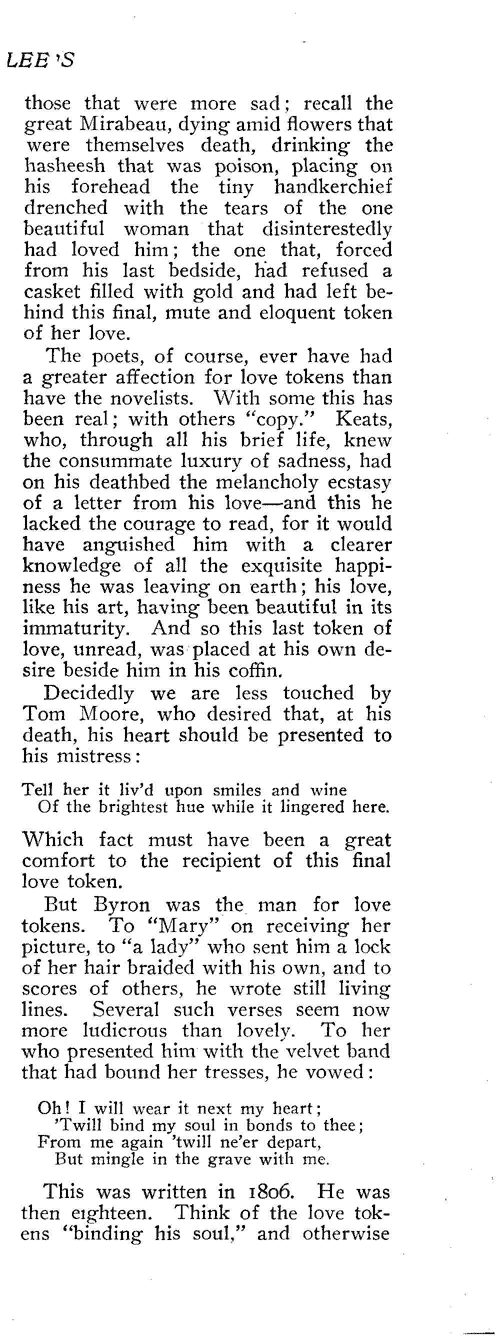 LEE'S
those that were more sad; recall the
great Mirabeau, dying amid flowers that
were themselves death, drinking the
hasheesh that was poison, placing on
his forehead the tiny handkerchief
drenched with the tears of the one
beautiful woman that disinterestedly
had loved him; the one that, forced
from his last bedside, had refused a
casket filled with gold and had left be-
hind this final, mute and eloquent token
of her love.
The poets, of course, ever have had
a greater affection for love tokens than
have the novelists. With some this has
been real; with others “copy.” Keats,
who, through all his brief life, knew
the consummate luxury of sadness, had
on his deathbed the melancholy ecstasy
of a letter from his love—and this he
lacked the courage to read, for it would
have anguished him with a clearer
knowledge of all the exquisite happi-
ness he was leaving on earth; his love,
like his art, having been beautiful in its
immaturity. And so this last token of
love, unread, was placed at his own de-
sire beside him in his coffin.
Decidedly we are less touched by
Tom Moore, who desired that, at his
death, his heart should be presented to
his mistress:
Tell her it liv'd upon smiles and wine
Of the brightest hue while it lingered here.
Which fact must have been a great
comfort to the recipient of this final
love token.
But Byron was the man for love
tokens. To “Mary” on receiving her
picture, to “a lady” who sent him a lock
of her hair braided with his own, and to
scores of others, he wrote still living
lines. Several such verses seem now
more ludicrous than lovely. To her
who presented him with the velvet band
that had bound her tresses, he vowed:
Oh! I will wear it next my heart;
'Twill bind my soul in bonds to thee;
From me again 'twill ne'er depart,
But mingle in the grave with me.
This was written in 1806. He was
then eighteen. Think of the love tok-
ens “binding his soul,” and otherwise